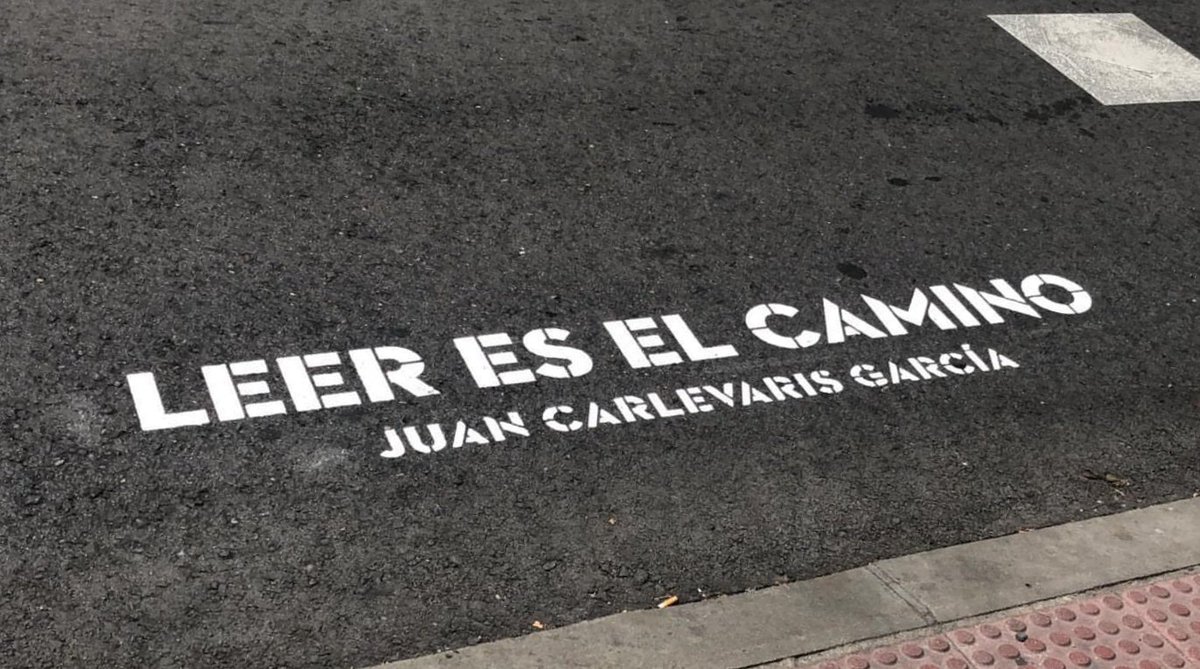 LEER ES EL CAMINO
JUAN CARLEVARIS GARCÍA